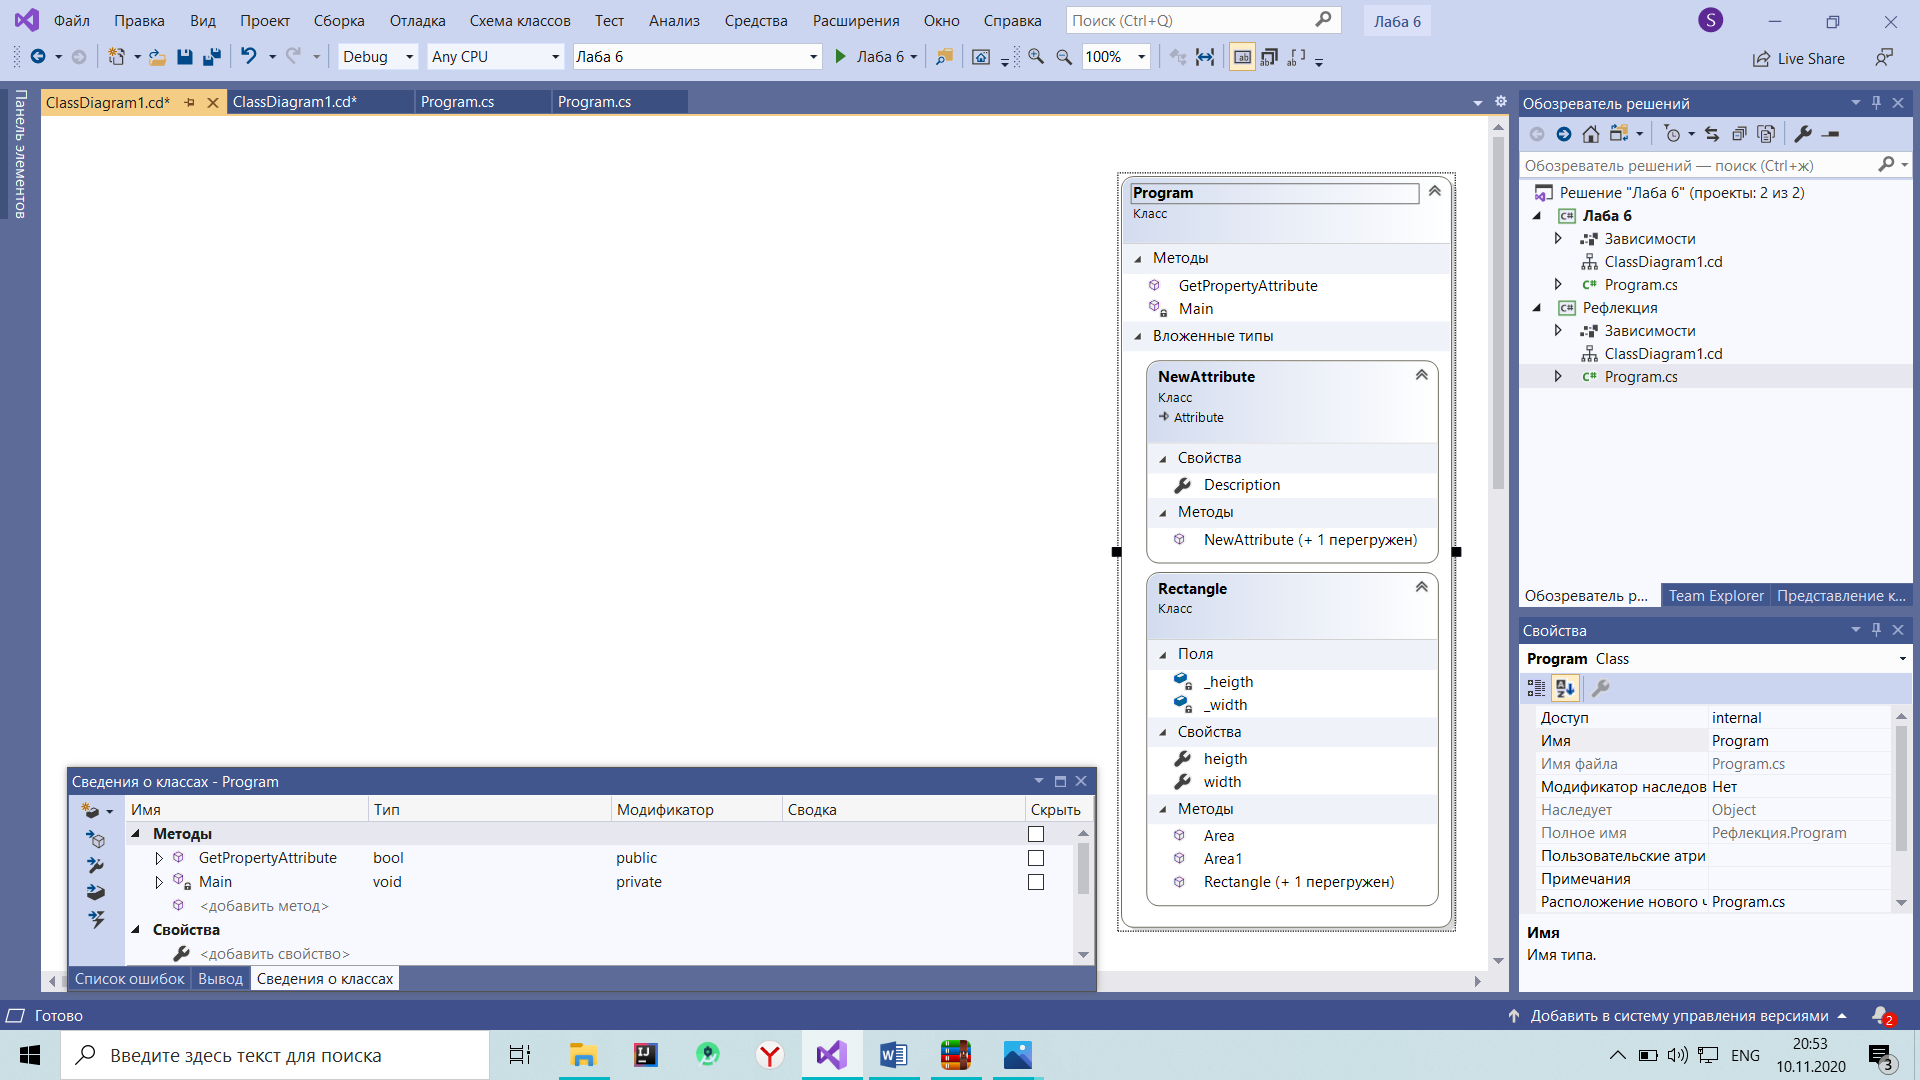 Файл Правка Вид Проект Сборка Отладка Схема классов Тест Анализ Средства Расширения Окно Справка Поиск (Ctrl+Q) Лаба 6 S
Debug Any CPU Лаба 6 Лаба 6 100% Live Share
Панель элементов
ClassDiagram1.cd* ClassDiagram1.cd* Program.cs Program.cs
Program
Класс
Методы
GetPropertyAttribute
Main
Вложенные типы
NewAttribute
Класс
Attribute
Свойства
Description
Методы
NewAttribute (+ 1 перегружен)
Rectangle
Класс
Поля
_heigth
_width
Свойства
heigth
width
Методы
Area
Area1
Rectangle (+ 1 перегружен)
Сведения о классах - Program
Имя Тип Модификатор Сводка Скрыть
Методы
GetPropertyAttribute bool public
Main void private
<добавить метод>
Свойства
<добавить свойство>
Список ошибок Вывод Сведения о классах
Обозреватель решений
Обозреватель решений — поиск (Ctrl+ж)
Решение "Лаба 6" (проекты: 2 из 2)
Лаба 6
Зависимости
ClassDiagram1.cd
Program.cs
Рефлекция
Зависимости
ClassDiagram1.cd
Program.cs
Обозреватель р... Team Explorer Представление к...
Свойства
Program Class
Доступ internal
Имя Program
Имя файла Program.cs
Модификатор наследов Нет
Наследует Object
Полное имя Рефлекция.Program
Пользовательские атри
Примечания
Расположение нового ч Program.cs
Имя
Имя типа.
Готово Добавить в систему управления версиями 2
Введите здесь текст для поиска ENG 20:53
10.11.2020 3